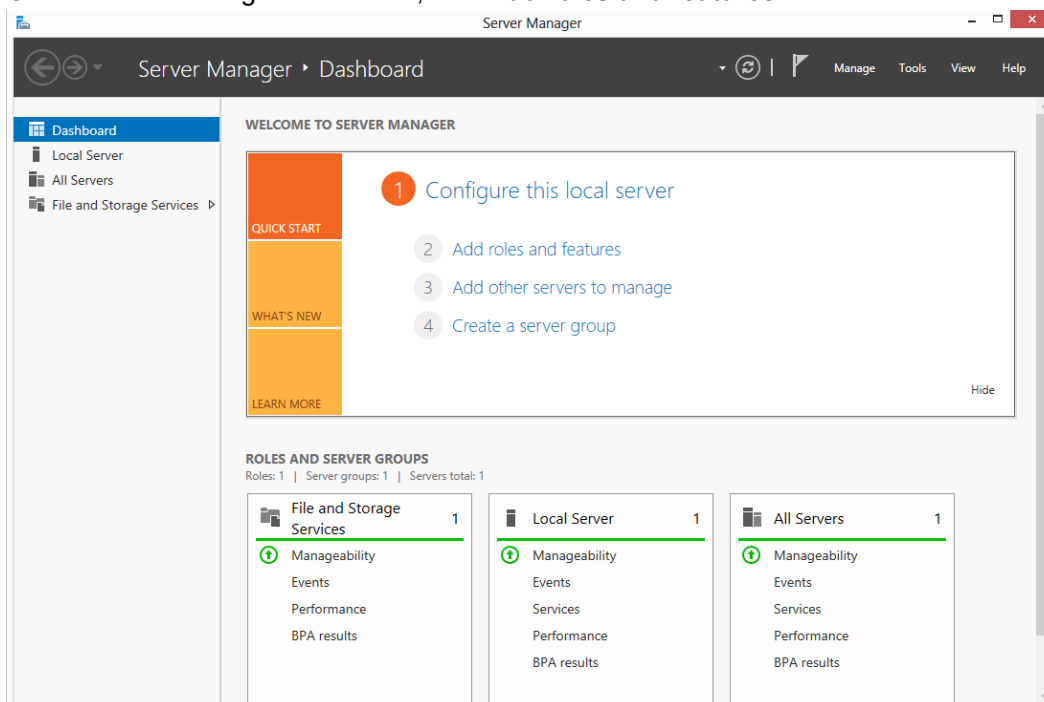 Server Manager
Server Manager • Dashboard
Manage Tools View Help
Dashboard
Local Server
All Servers
File and Storage Services
WELCOME TO SERVER MANAGER
QUICK START
WHAT'S NEW
LEARN MORE
1 Configure this local server
2 Add roles and features
3 Add other servers to manage
4 Create a server group
Hide
ROLES AND SERVER GROUPS
Roles: 1 | Server groups: 1 | Servers total: 1
File and Storage
Services 1
Manageability
Events
Performance
BPA results
Local Server 1
Manageability
Events
Services
Performance
BPA results
All Servers 1
Manageability
Events
Services
Performance
BPA results